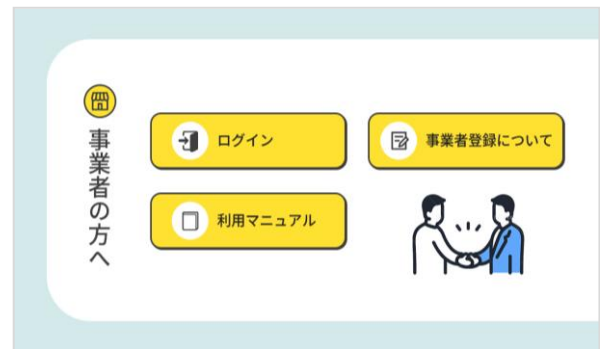 事業者の方へ
ログイン
事業者登録について
利用マニュアル